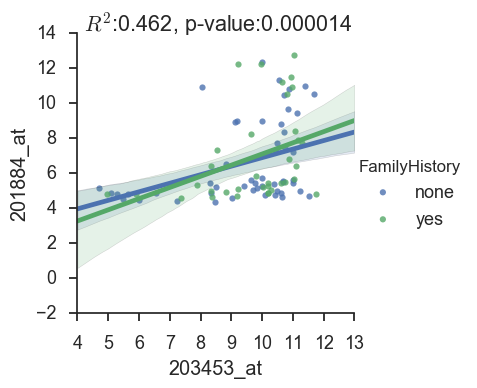 R²:0.462, p-value:0.000014
14
12
10
8
6
4
2
0
−2
201884_at
4 5 6 7 8 9 10 11 12 13
203453_at
FamilyHistory
none
yes